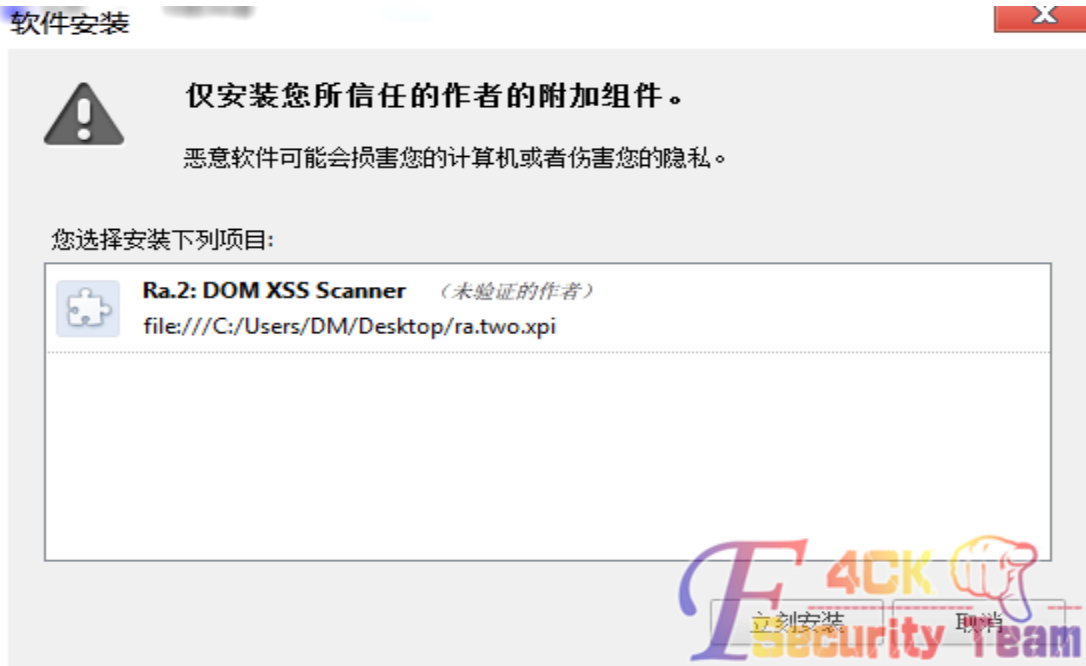 软件安装
仅安装您所信任的作者的附加组件。
恶意软件可能会损害您的计算机或者伤害您的隐私。
您选择安装下列项目:
Ra.2: DOM XSS Scanner （未验证的作者）
file:///C:/Users/DM/Desktop/ra.two.xpi
立刻安装 取消
F4CK
Security Team